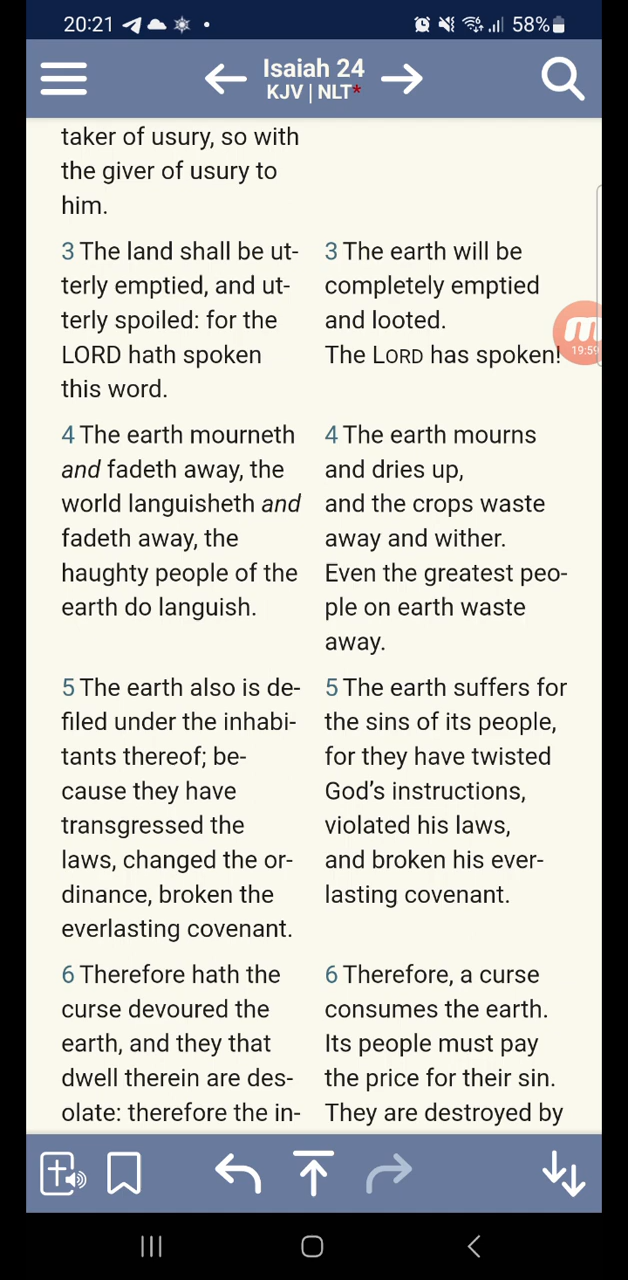 20:21
58%
Isaiah 24
KJV | NLT*
taker of usury, so with
the giver of usury to
him.
3 The land shall be ut-
terly emptied, and ut-
terly spoiled: for the
LORD hath spoken
this word.
3 The earth will be
completely emptied
and looted.
The LORD has spoken!
19:59
4 The earth mourneth
and fadeth away, the
world languisheth and
fadeth away, the
haughty people of the
earth do languish.
4 The earth mourns
and dries up,
and the crops waste
away and wither.
Even the greatest peo-
ple on earth waste
away.
5 The earth also is de-
filed under the inhabi-
tants thereof; be-
cause they have
transgressed the
laws, changed the or-
dinance, broken the
everlasting covenant.
5 The earth suffers for
the sins of its people,
for they have twisted
God’s instructions,
violated his laws,
and broken his ever-
lasting covenant.
6 Therefore hath the
curse devoured the
earth, and they that
dwell therein are des-
olate: therefore the in-
6 Therefore, a curse
consumes the earth.
Its people must pay
the price for their sin.
They are destroyed by